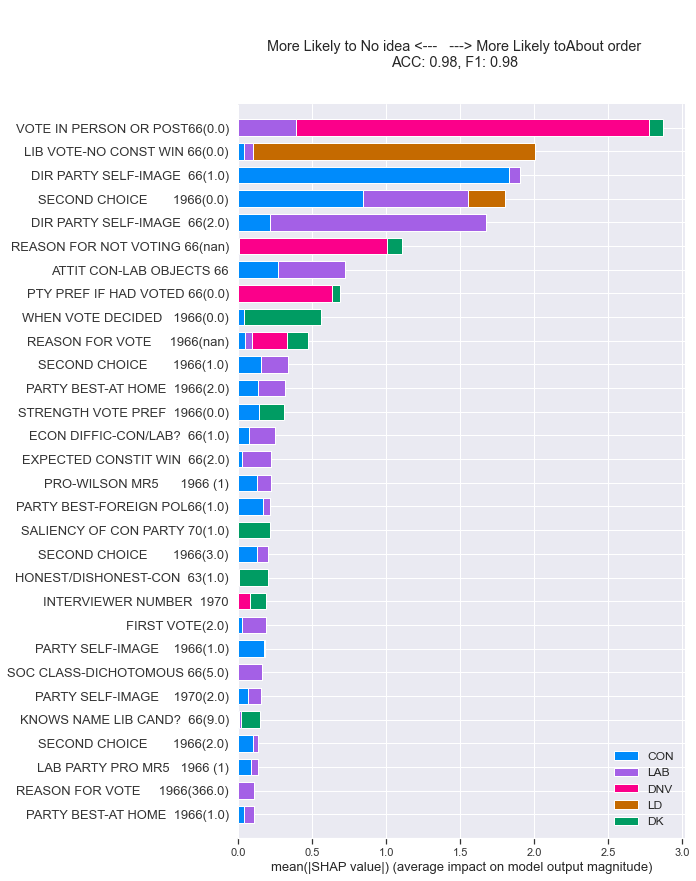 More Likely to No idea <---   ---> More Likely toAbout order
ACC: 0.98, F1: 0.98
VOTE IN PERSON OR POST66(0.0)
LIB VOTE-NO CONST WIN 66(0.0)
DIR PARTY SELF-IMAGE  66(1.0)
SECOND CHOICE       1966(0.0)
DIR PARTY SELF-IMAGE  66(2.0)
REASON FOR NOT VOTING 66(nan)
ATTIT CON-LAB OBJECTS 66
PTY PREF IF HAD VOTED 66(0.0)
WHEN VOTE DECIDED   1966(0.0)
REASON FOR VOTE     1966(nan)
SECOND CHOICE       1966(1.0)
PARTY BEST-AT HOME  1966(2.0)
STRENGTH VOTE PREF  1966(0.0)
ECON DIFFIC-CON/LAB?  66(1.0)
EXPECTED CONSTIT WIN  66(2.0)
PRO-WILSON MR5      1966 (1)
PARTY BEST-FOREIGN POL66(1.0)
SALIENCY OF CON PARTY 70(1.0)
SECOND CHOICE       1966(3.0)
HONEST/DISHONEST-CON  63(1.0)
INTERVIEWER NUMBER  1970
FIRST VOTE(2.0)
PARTY SELF-IMAGE    1966(1.0)
SOC CLASS-DICHOTOMOUS 66(5.0)
PARTY SELF-IMAGE    1970(2.0)
KNOWS NAME LIB CAND?  66(9.0)
SECOND CHOICE       1966(2.0)
LAB PARTY PRO MR5   1966 (1)
REASON FOR VOTE     1966(366.0)
PARTY BEST-AT HOME  1966(1.0)
CON
LAB
DNV
LD
DK
0.0 0.5 1.0 1.5 2.0 2.5 3.0
mean(|SHAP value|) (average impact on model output magnitude)